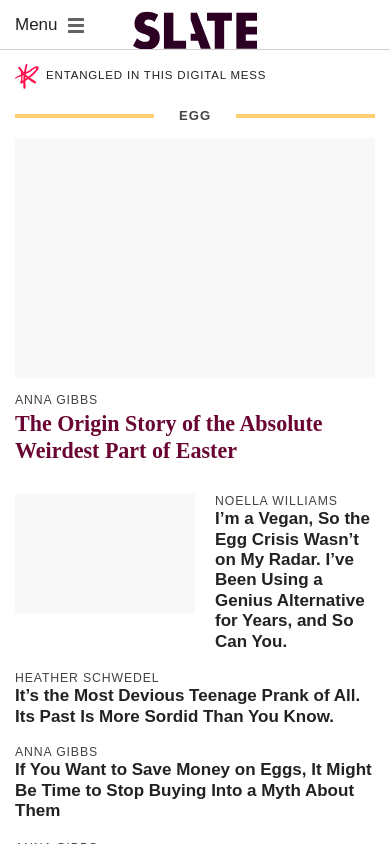 Menu
SLATE
ENTANGLED IN THIS DIGITAL MESS
EGG
ANNA GIBBS
The Origin Story of the Absolute
Weirdest Part of Easter
NOELLA WILLIAMS
I’m a Vegan, So the
Egg Crisis Wasn’t
on My Radar. I’ve
Been Using a
Genius Alternative
for Years, and So
Can You.
HEATHER SCHWEDEL
It’s the Most Devious Teenage Prank of All.
Its Past Is More Sordid Than You Know.
ANNA GIBBS
If You Want to Save Money on Eggs, It Might
Be Time to Stop Buying Into a Myth About
Them